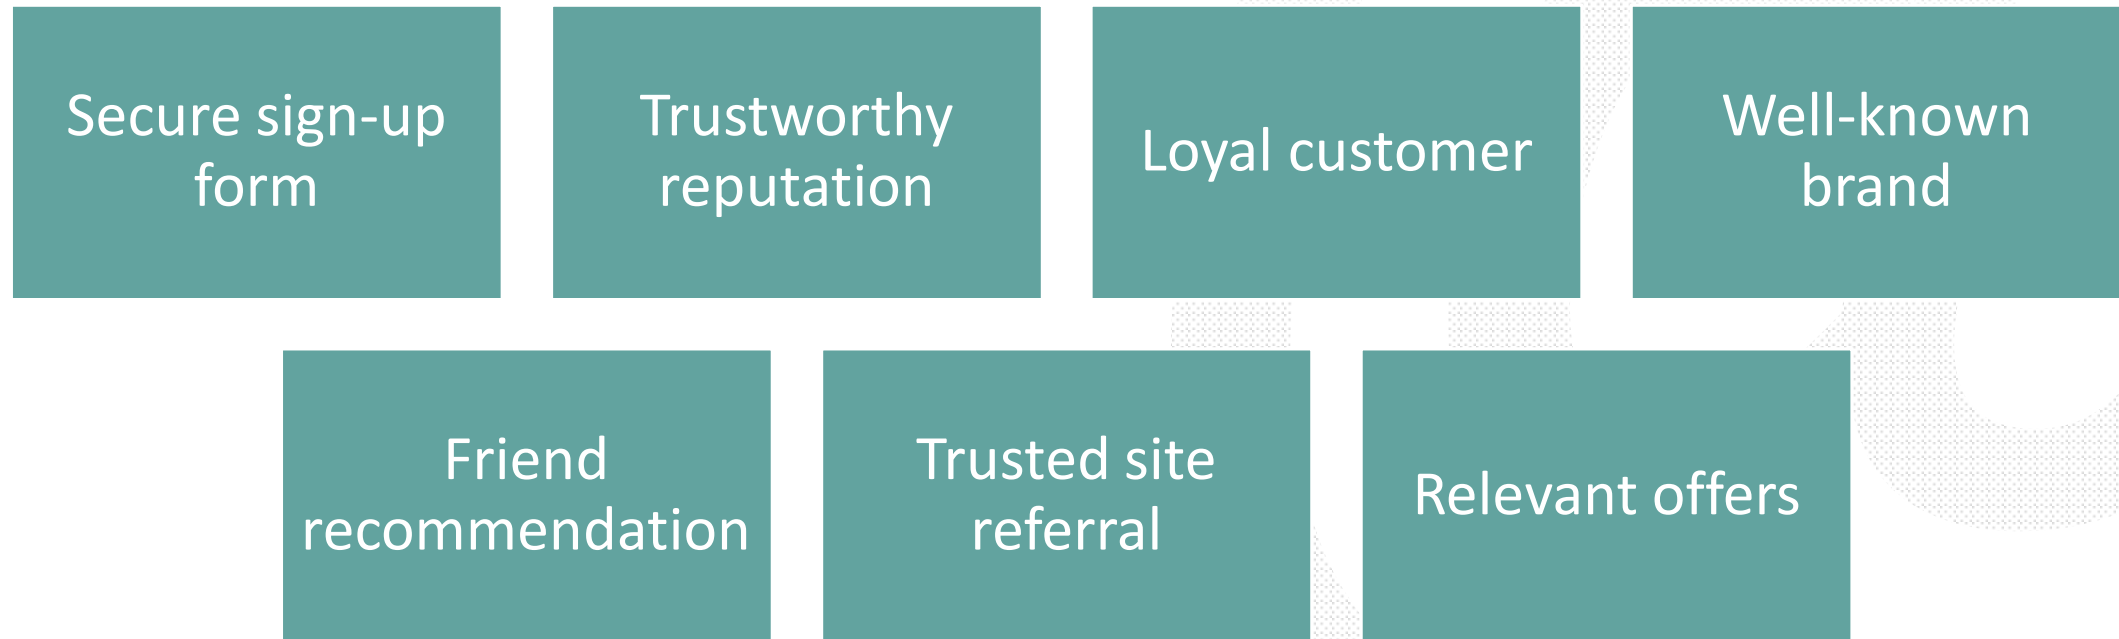 Secure sign-up
form
Trustworthy
reputation
Loyal customer
Well-known
brand
Friend
recommendation
Trusted site
referral
Relevant offers